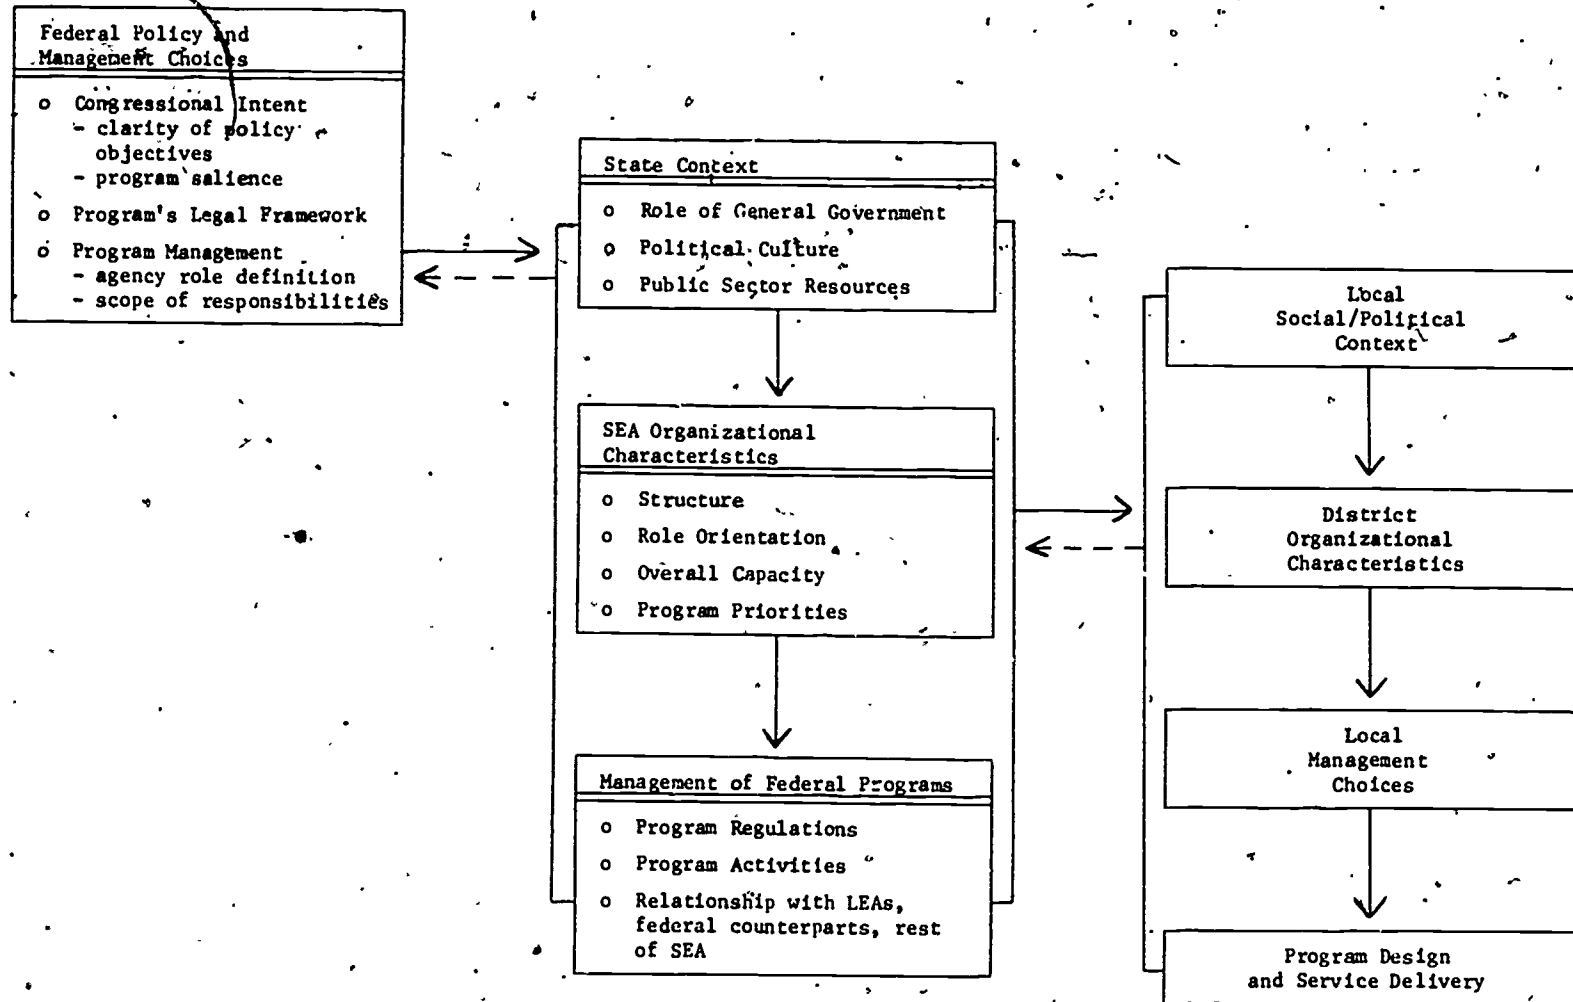 Federal Policy and
Management Choices
o Congressional Intent
- clarity of policy
objectives
- program salience
o Program's Legal Framework
o Program Management
- agency role definition
- scope of responsibilities
State Context
o Role of General Government
o Political Culture
o Public Sector Resources
SEA Organizational
Characteristics
o Structure
o Role Orientation
o Overall Capacity
o Program Priorities
Management of Federal Programs
o Program Regulations
o Program Activities
o Relationship with LEAs,
federal counterparts, rest
of SEA
Local
Social/Political
Context
District
Organizational
Characteristics
Local
Management
Choices
Program Design
and Service Delivery